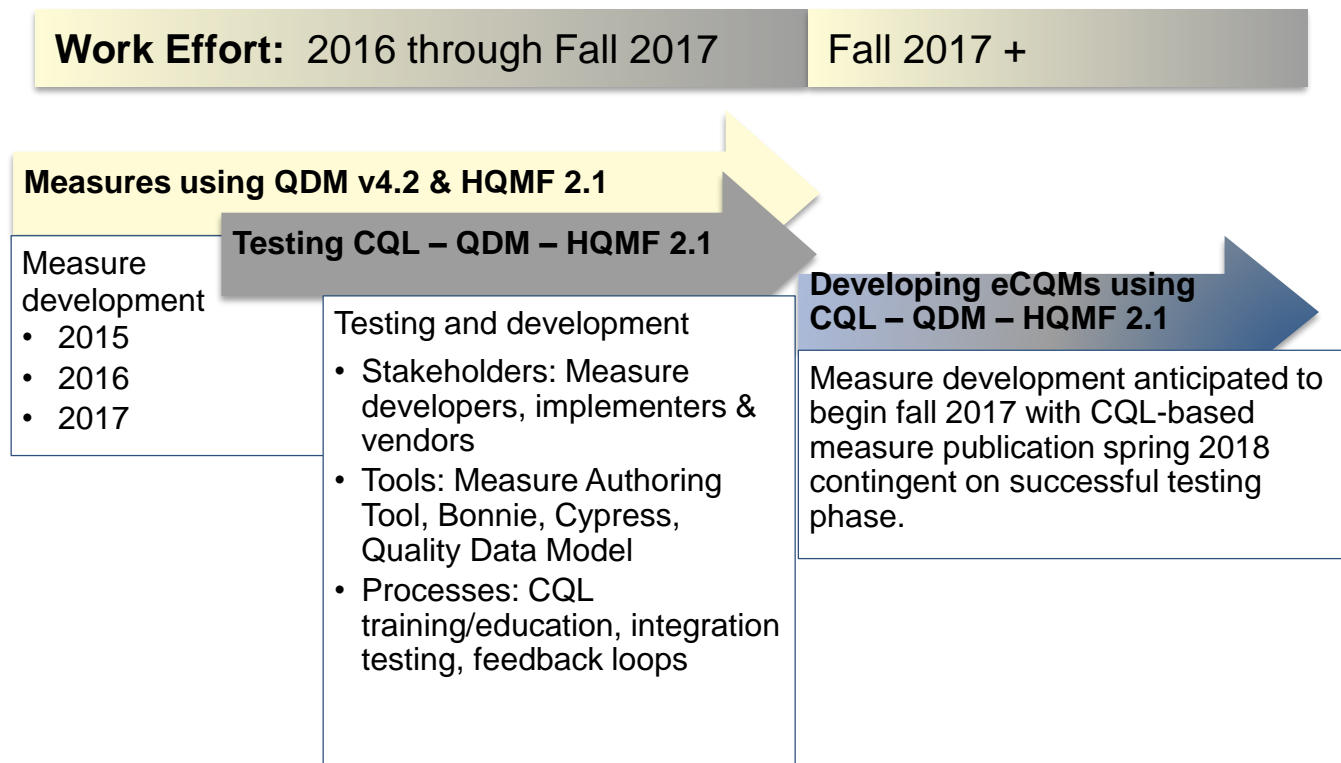 Work Effort: 2016 through Fall 2017
Fall 2017 +
Measures using QDM v4.2 & HQMF 2.1
Measure
development
• 2015
• 2016
• 2017
Testing CQL – QDM – HQMF 2.1
Testing and development
• Stakeholders: Measure
developers, implementers &
vendors
• Tools: Measure Authoring
Tool, Bonnie, Cypress,
Quality Data Model
• Processes: CQL
training/education, integration
testing, feedback loops
Developing eCQMs using
CQL – QDM – HQMF 2.1
Measure development anticipated to
begin fall 2017 with CQL-based
measure publication spring 2018
contingent on successful testing
phase.